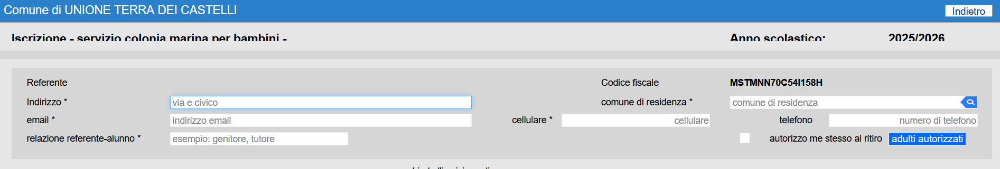 Comune di UNIONE TERRA DEI CASTELLI Indietro
Iscrizione - servizio colonia marina per bambini - Anno scolastico: 2025/2026
Referente Codice fiscale MSTMNN70C54I158H
Indirizzo * via e civico comune di residenza * comune di residenza
email * indirizzo email cellulare * cellulare telefono numero di telefono
relazione referente-alunno * esempio: genitore, tutore autorizzo me stesso al ritiro adulti autorizzati